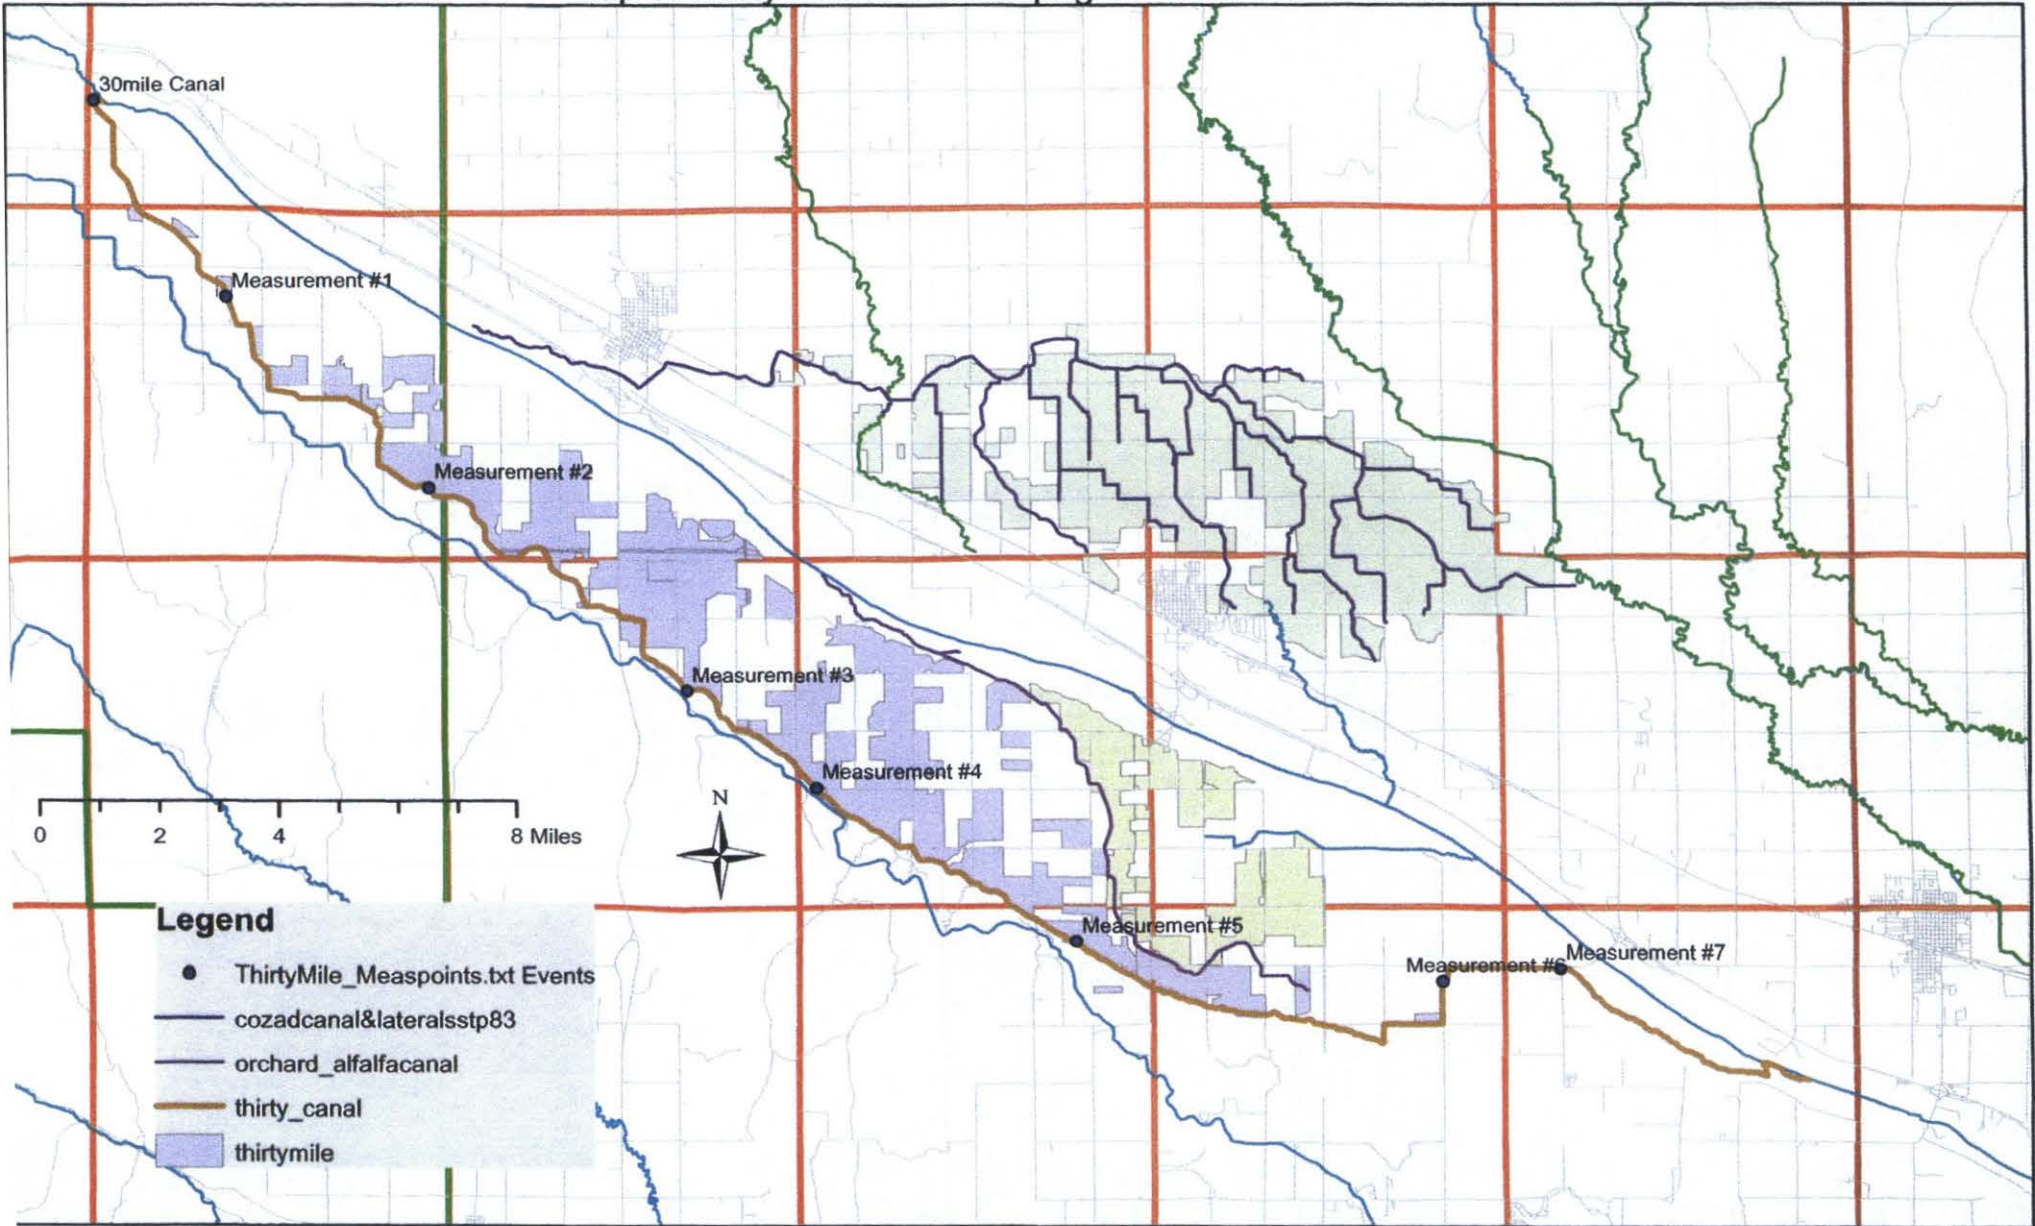 30mile Canal
Measurement #1
Measurement #2
Measurement #3
Measurement #4
N
0 2 4 8 Miles
Legend
Measurement #5
Measurement #7
Measurement #6
ThirtyMile_Measpoints.txt Events
cozadcanal&lateralsstp83
orchard_alfalfacanal
thirty_canal
thirtymile